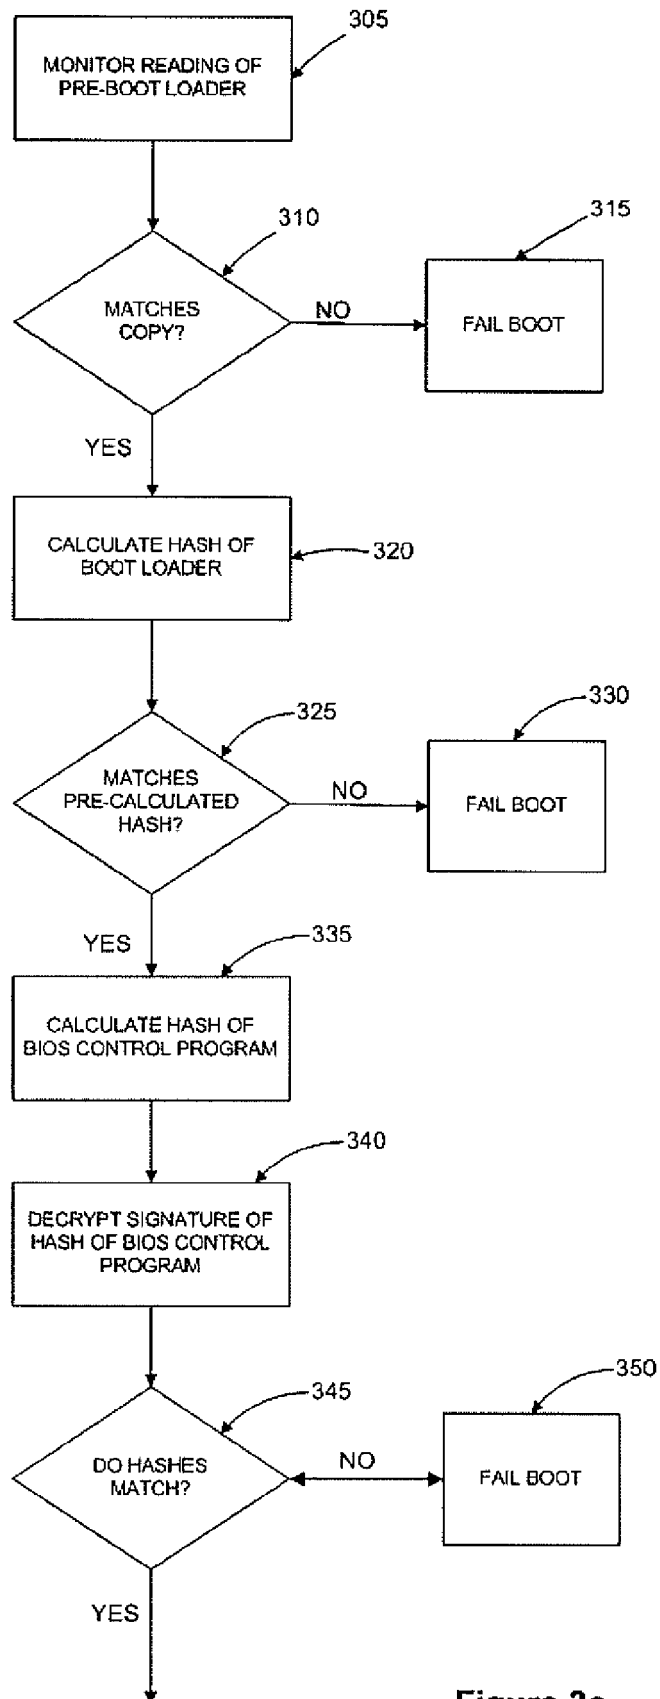 305
MONITOR READING OF
PRE-BOOT LOADER
310
315
MATCHES
COPY?
NO
FAIL BOOT
YES
CALCULATE HASH OF
BOOT LOADER
320
325
330
MATCHES
PRE-CALCULATED
HASH?
NO
FAIL BOOT
YES
335
CALCULATE HASH OF
BIOS CONTROL PROGRAM
340
DECRYPT SIGNATURE OF
HASH OF BIOS CONTROL
PROGRAM
345
350
DO HASHES
MATCH?
NO
FAIL BOOT
YES
Figure